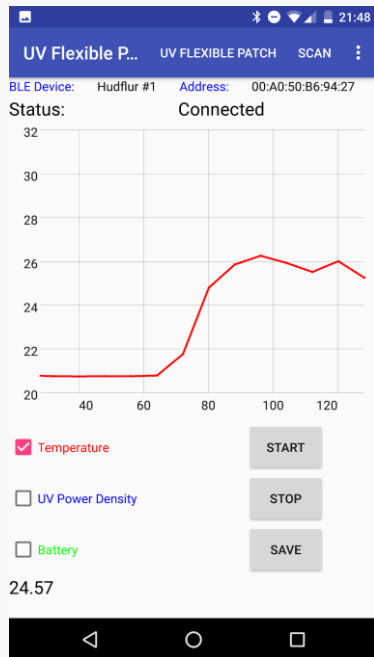 21:48
UV Flexible P... UV FLEXIBLE PATCH SCAN
BLE Device: Hudflur #1 Address: 00:A0:50:B6:94:27
Status: Connected
32
30
28
26
24
22
20
40 60 80 100 120
Temperature START
UV Power Density STOP
Battery SAVE
24.57